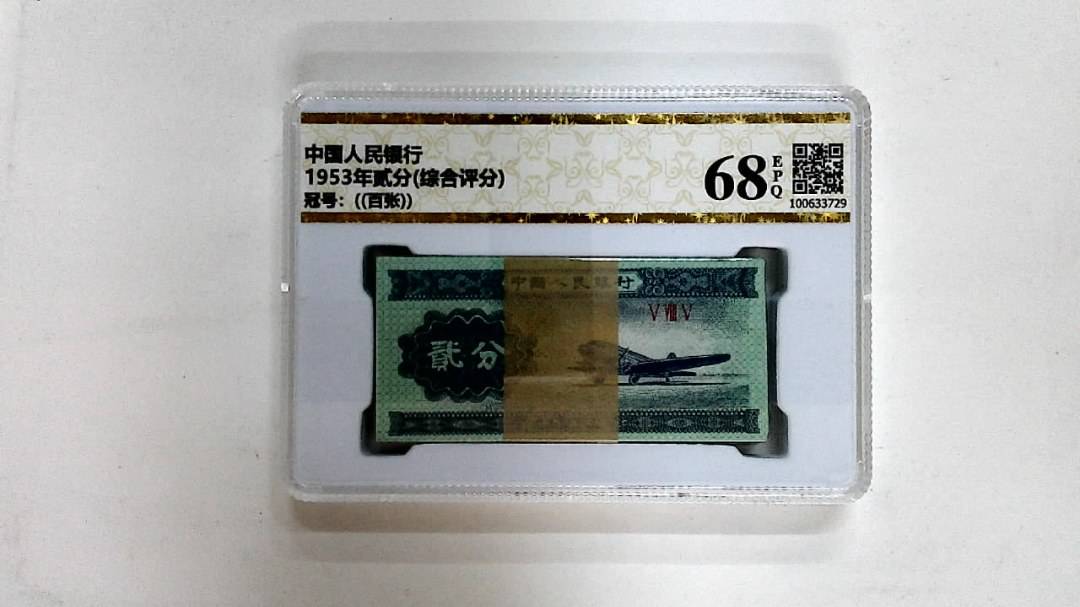 中国人民银行
1953年贰分(综合评分)
冠号：((百张))
68
EPQ
100633729
中国人民银行
V VIII V
贰分